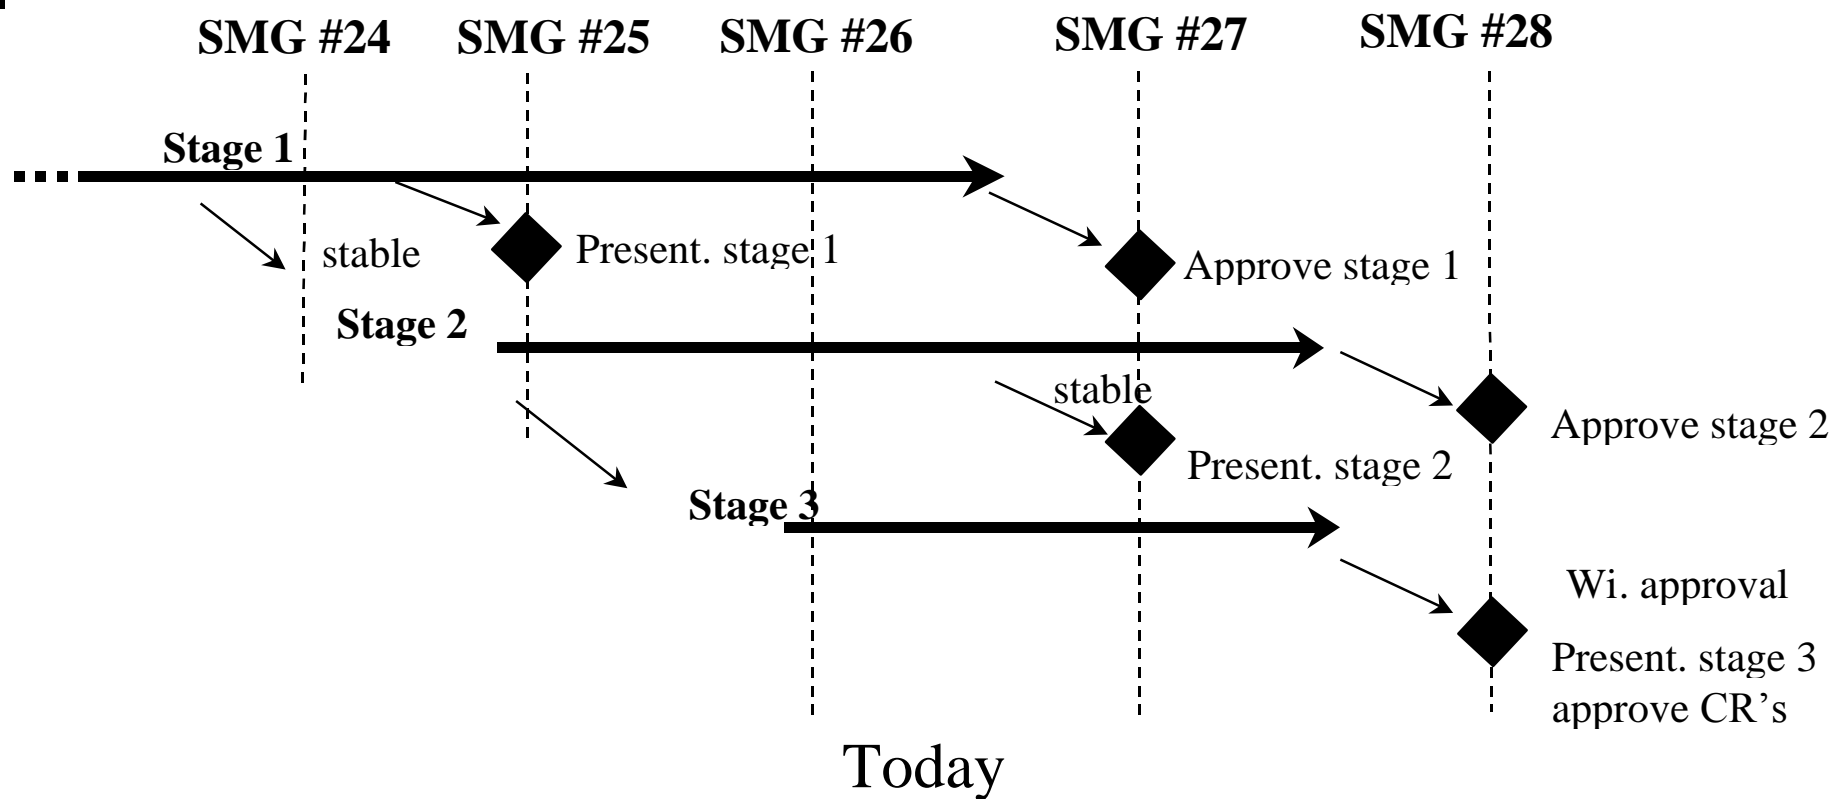 SMG #24 SMG #25 SMG #26 SMG #27 SMG #28
Stage 1
stable
Present. stage 1
Approve stage 1
Stage 2
stable
Approve stage 2
Present. stage 2
Stage 3
Wi. approval
Present. stage 3
approve CR’s
Today